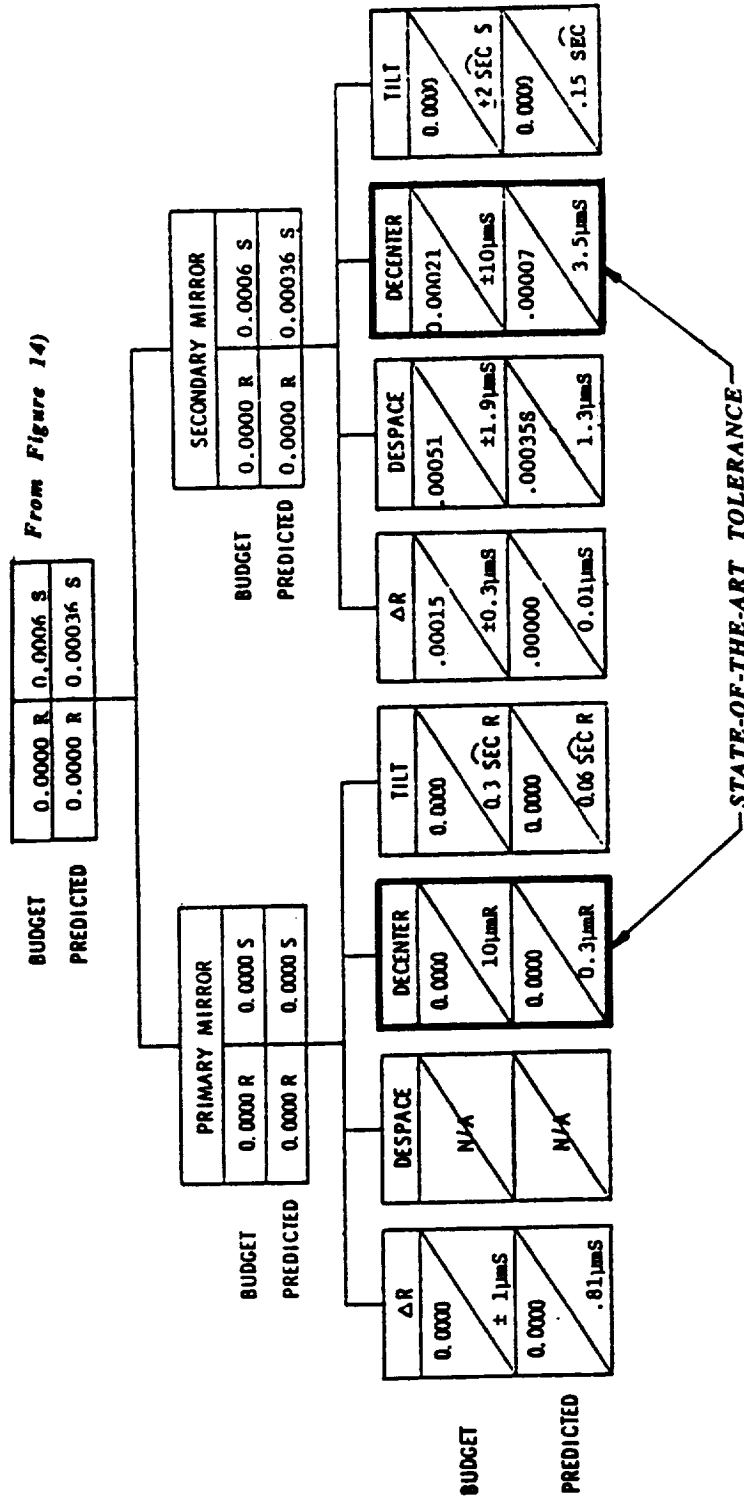 From Figure 14)
BUDGET 0.0000 R 0.0006 S
PREDICTED 0.0000 R 0.00036 S
PRIMARY MIRROR
BUDGET 0.0000 R 0.0000 S
PREDICTED 0.0000 R 0.0000 S
SECONDARY MIRROR
BUDGET 0.0000 R 0.0006 S
PREDICTED 0.0000 R 0.00036 S
BUDGET
PREDICTED
ΔR
0.0000
± 1μmS
0.0000
.81μmS
DESPACE
N/A
N/A
DECENTER
0.0000
10μmR
0.0000
0.3μmR
TILT
0.0000
0.3 SEC R
0.0000
0.06 SEC R
ΔR
.00015
±0.3μmS
.00000
0.01μmS
DESPACE
.00051
±1.9μmS
.000358
1.3μmS
DECENTER
0.00021
±10μmS
.00007
3.5μmS
TILT
0.0000
±2 SEC S
0.0000
.15 SEC
STATE-OF-THE-ART TOLERANCE